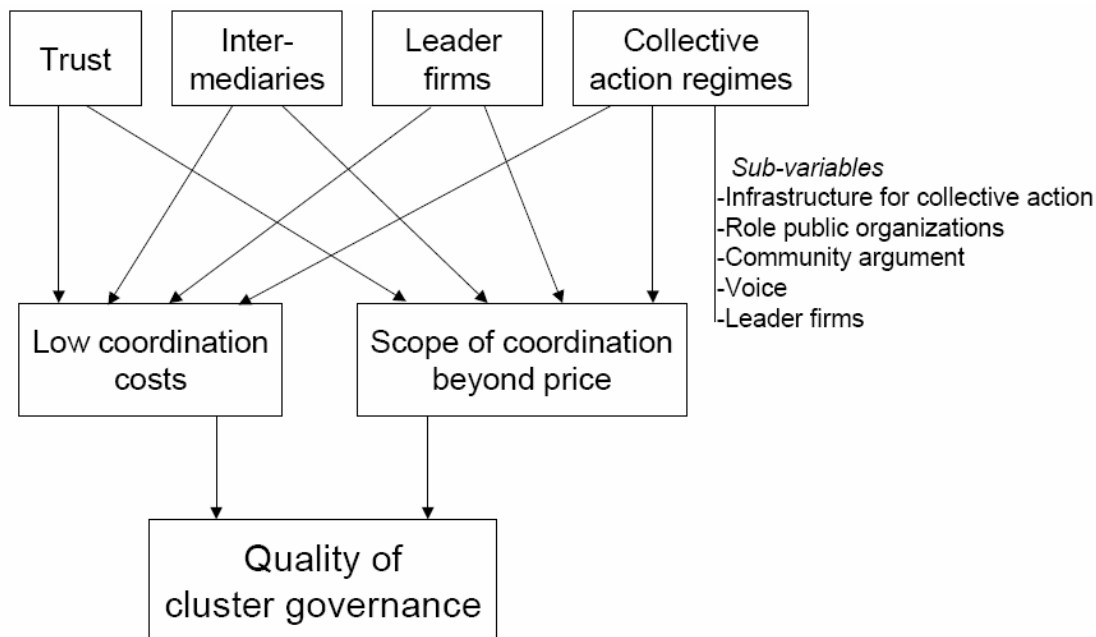 Trust
Inter-
mediaries
Leader
firms
Collective
action regimes
Sub-variables
-Infrastructure for collective action
-Role public organizations
-Community argument
-Voice
-Leader firms
Low coordination
costs
Scope of coordination
beyond price
Quality of
cluster governance